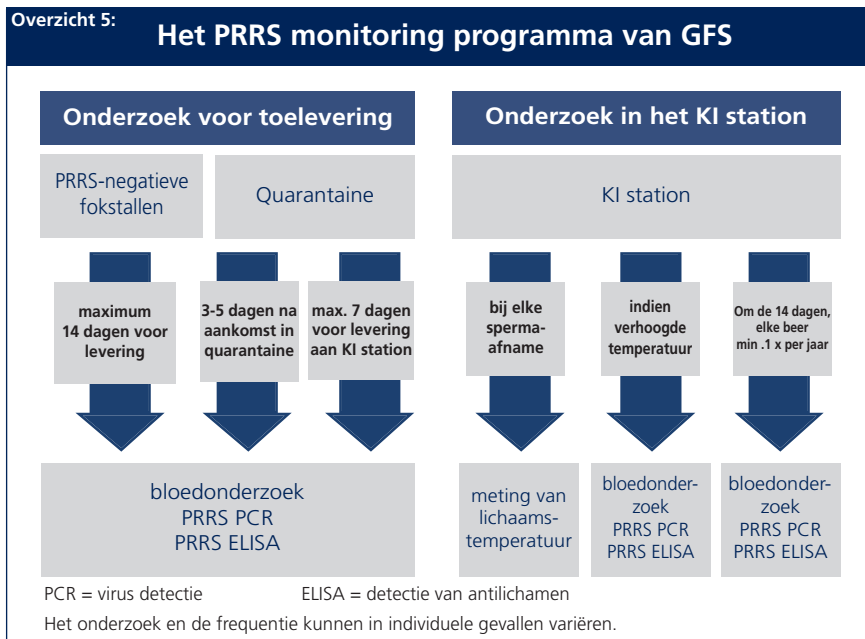 Overzicht 5:
Het PRRS monitoring programma van GFS
Onderzoek voor toelevering
Onderzoek in het KI station
PRRS-negatieve
fokstallen
Quarantaine
KI station
maximum
14 dagen voor
levering
3-5 dagen na
aankomst in
quarantaine
max. 7 dagen
voor levering
aan KI station
bij elke
sperma-
afname
indien
verhoogde
temperatuur
Om de 14 dagen,
elke beer
min .1 x per jaar
bloedonderzoek
PRRS PCR
PRRS ELISA
meting van
lichaams-
temperatuur
bloedonder-
zoek
PRRS PCR
PRRS ELISA
bloedonder-
zoek
PRRS PCR
PRRS ELISA
PCR = virus detectie
ELISA = detectie van antilichamen
Het onderzoek en de frequentie kunnen in individuele gevallen variëren.